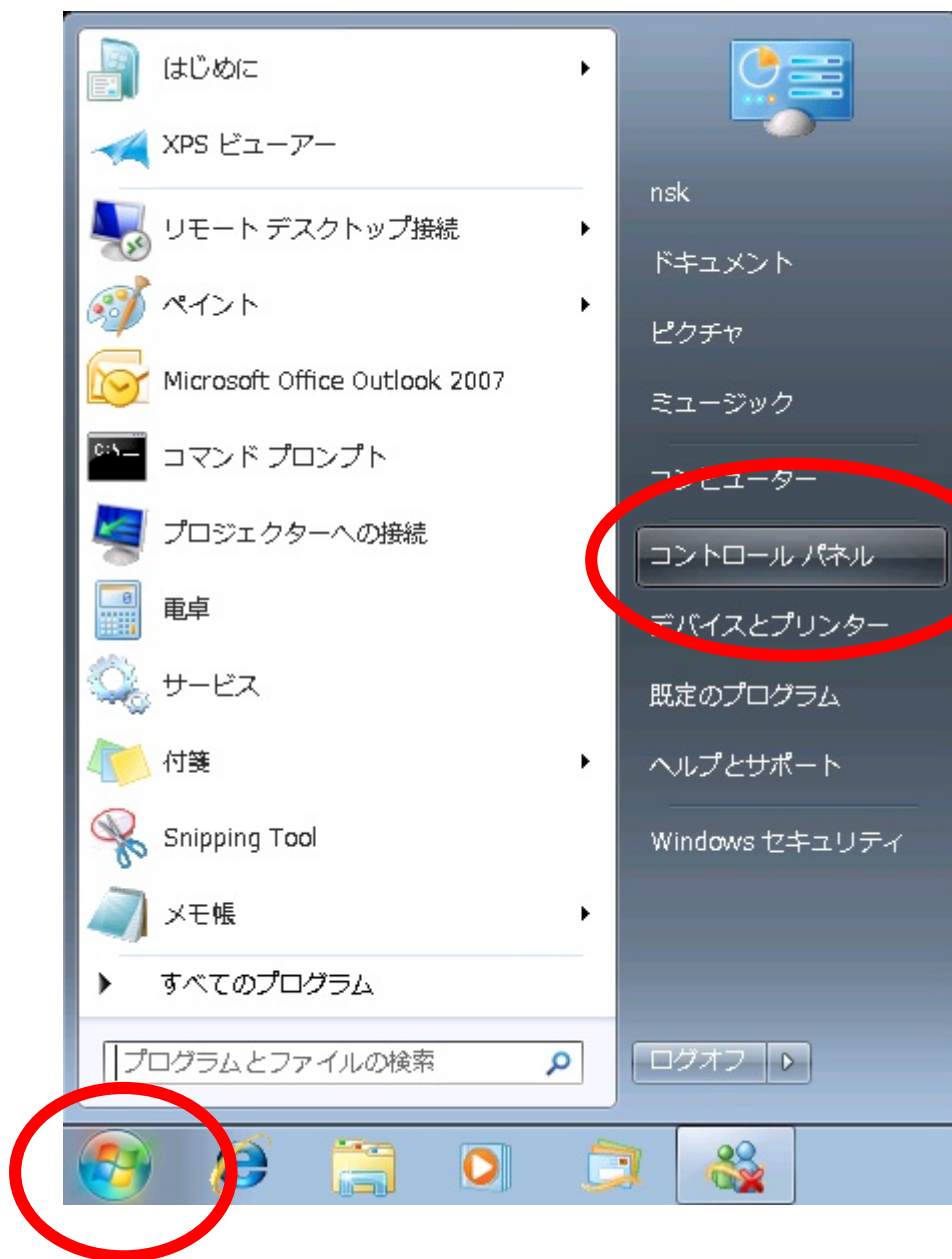 はじめに
XPS ビューアー
リモート デスクトップ接続
ペイント
Microsoft Office Outlook 2007
C:\_
コマンド プロンプト
プロジェクターへの接続
電卓
サービス
付箋
Snipping Tool
メモ帳
すべてのプログラム
プログラムとファイルの検索
nsk
ドキュメント
ピクチャ
ミュージック
コンピューター
コントロール パネル
デバイスとプリンター
既定のプログラム
ヘルプとサポート
Windows セキュリティ
ログオフ